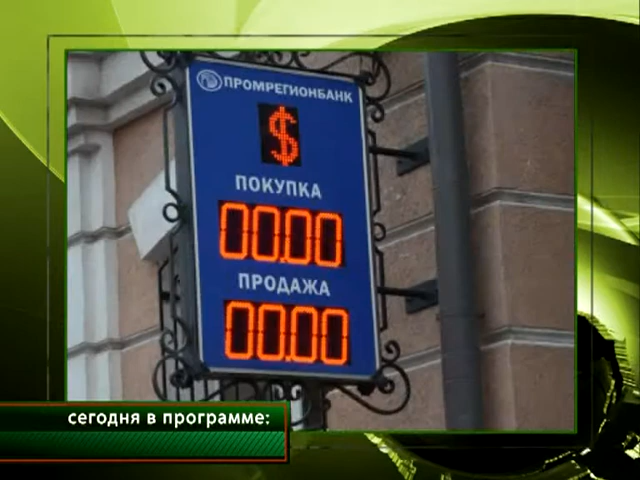 ПРОМРЕГИОНБАНК
$
ПОКУПКА
00.00
ПРОДАЖА
00.00
сегодня в программе: